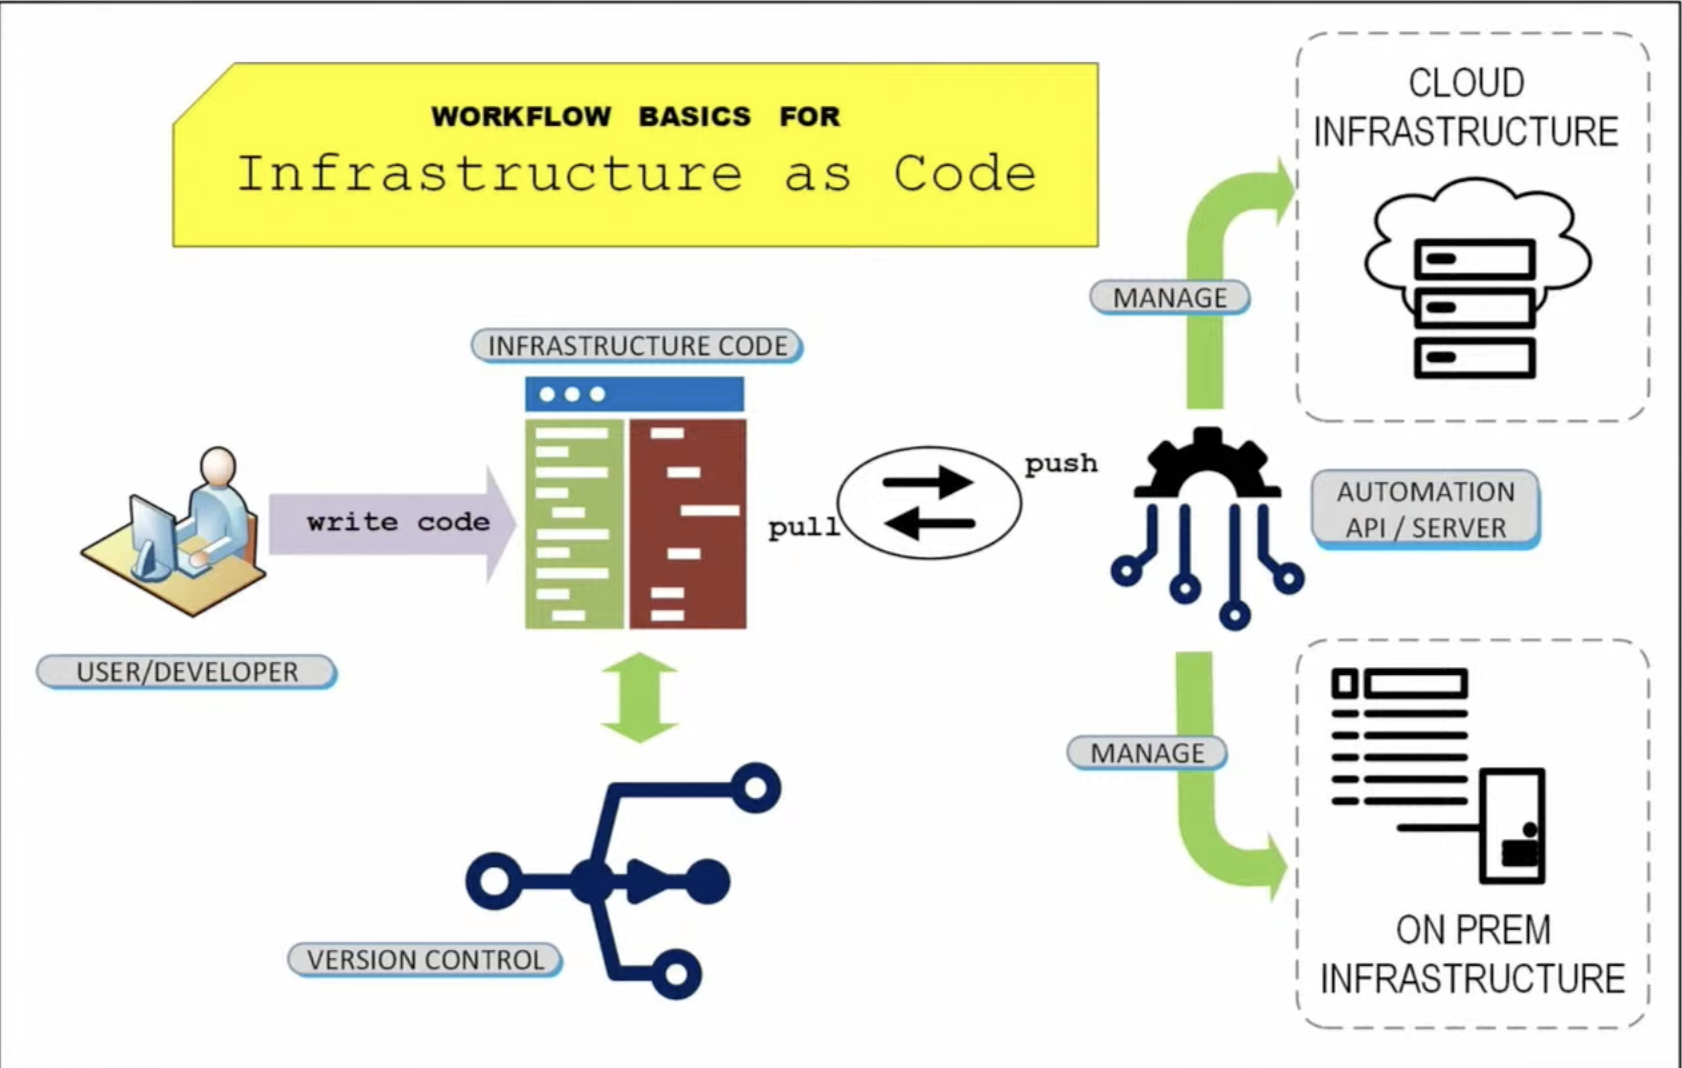 WORKFLOW BASICS FOR
Infrastructure as Code
CLOUD
INFRASTRUCTURE
MANAGE
INFRASTRUCTURE CODE
write code
pull
push
AUTOMATION
API / SERVER
USER/DEVELOPER
MANAGE
VERSION CONTROL
ON PREM
INFRASTRUCTURE